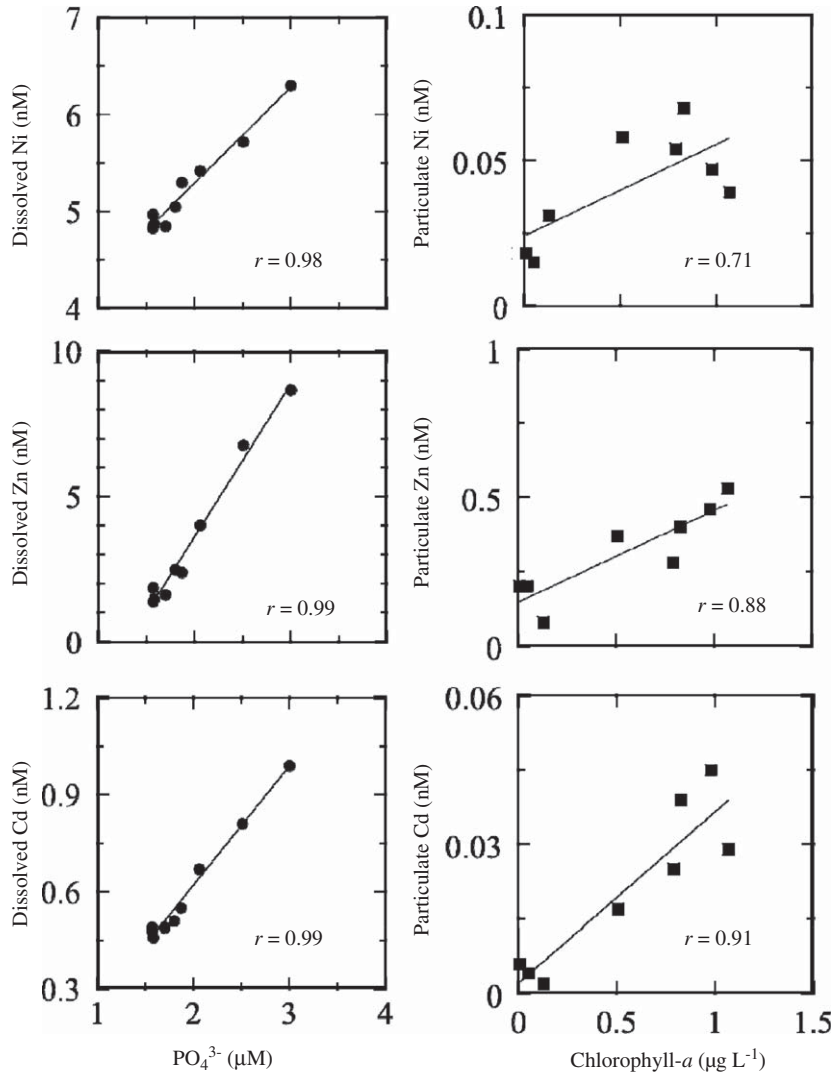 Dissolved Ni (nM)
7
6
5
4
r = 0.98
Particulate Ni (nM)
0.1
0.05
0
r = 0.71
Dissolved Zn (nM)
10
5
0
r = 0.99
Particulate Zn (nM)
1
0.5
0
r = 0.88
Dissolved Cd (nM)
1.2
0.9
0.6
0.3
r = 0.99
1 2 3 4
PO₄³⁻ (μM)
Particulate Cd (nM)
0.06
0.03
0
r = 0.91
0 0.5 1 1.5
Chlorophyll-a (μg L⁻¹)